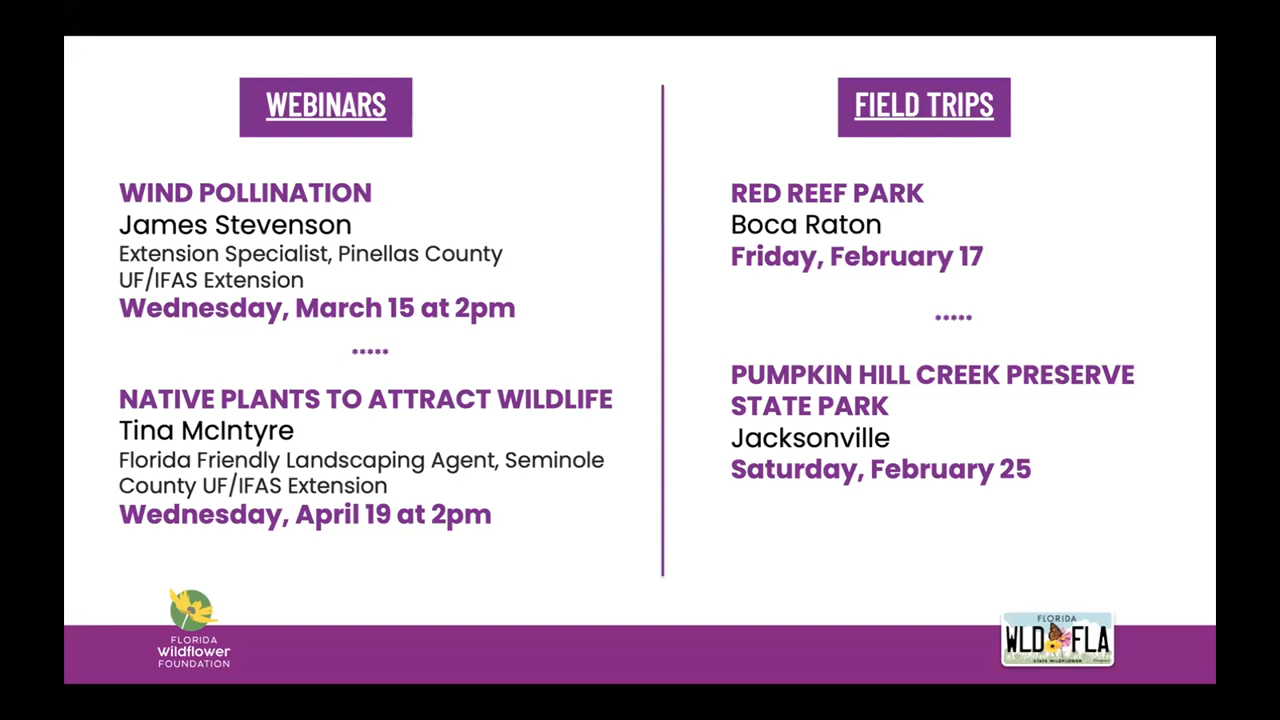 WEBINARS
WIND POLLINATION
James Stevenson
Extension Specialist, Pinellas County
UF/IFAS Extension
Wednesday, March 15 at 2pm
*****
NATIVE PLANTS TO ATTRACT WILDLIFE
Tina McIntyre
Florida Friendly Landscaping Agent, Seminole
County UF/IFAS Extension
Wednesday, April 19 at 2pm
FIELD TRIPS
RED REEF PARK
Boca Raton
Friday, February 17
*****
PUMPKIN HILL CREEK PRESERVE
STATE PARK
Jacksonville
Saturday, February 25
FLORIDA
wildflower
FOUNDATION
FLORIDA
WLD FLA
STATE WILDFLOWER